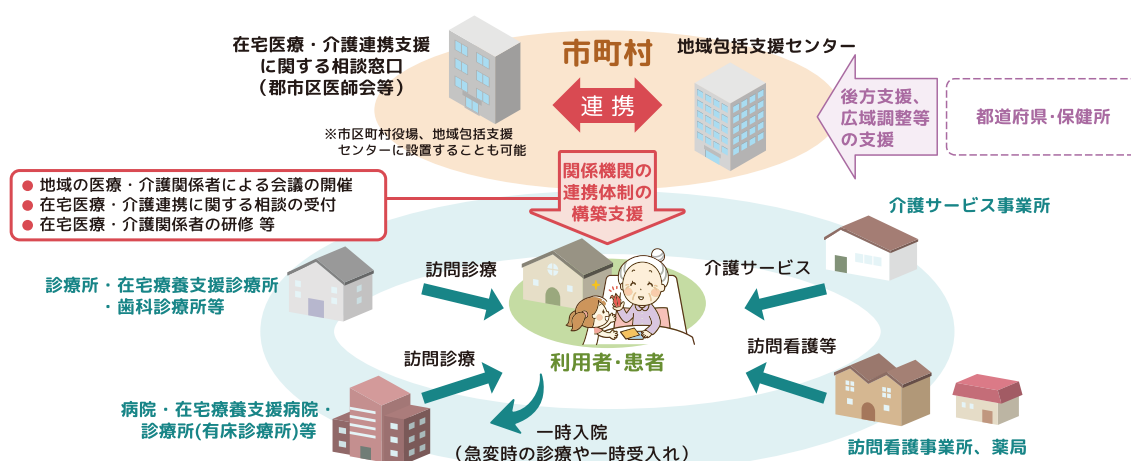 在宅医療・介護連携支援
に関する相談窓口
（郡市区医師会等）
市町村
地域包括支援センター
連携
※市区町村役場、地域包括支援
センターに設置することも可能
後方支援、
広域調整等
の支援
都道府県・保健所
関係機関の
連携体制の
構築支援
● 地域の医療・介護関係者による会議の開催
● 在宅医療・介護連携に関する相談の受付
● 在宅医療・介護関係者の研修 等
介護サービス事業所
診療所・在宅療養支援診療所
・歯科診療所等
訪問診療
介護サービス
利用者・患者
訪問診療
訪問看護等
病院・在宅療養支援病院・
診療所(有床診療所)等
一時入院
（急変時の診療や一時受入れ）
訪問看護事業所、薬局